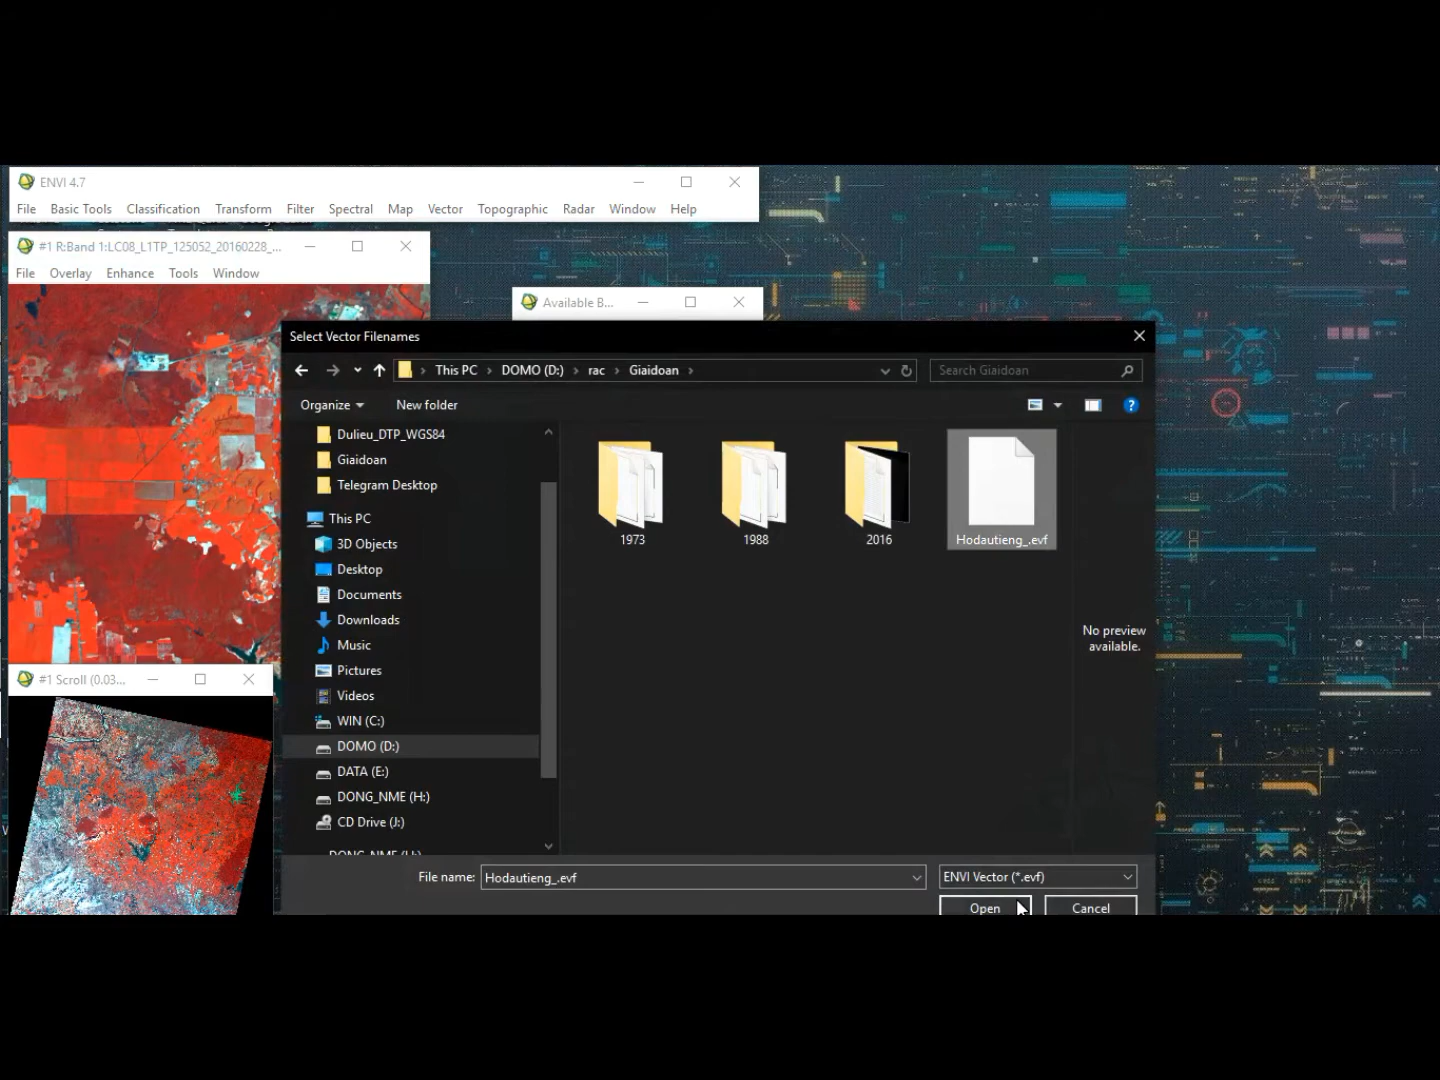 ENVI 4.7
File Basic Tools Classification Transform Filter Spectral Map Vector Topographic Radar Window Help
#1 R:Band 1:LC08_L1TP_125052_20160228_...
File Overlay Enhance Tools Window
Available B...
Select Vector Filenames
This PC > DOMO (D:) > rac > Giaidoan >
Search Giaidoan
Organize New folder
Dulieu_DTP_WGS84
Giaidoan
Telegram Desktop
This PC
3D Objects
Desktop
Documents
Downloads
Music
Pictures
Videos
WIN (C:)
DOMO (D:)
DATA (E:)
DONG_NME (H:)
CD Drive (J:)
DONG_NME (H:)
1973 1988 2016 Hodautieng_.evf
No preview
available.
#1 Scroll (0.03...
File name: Hodautieng_.evf ENVI Vector (*.evf)
Open Cancel